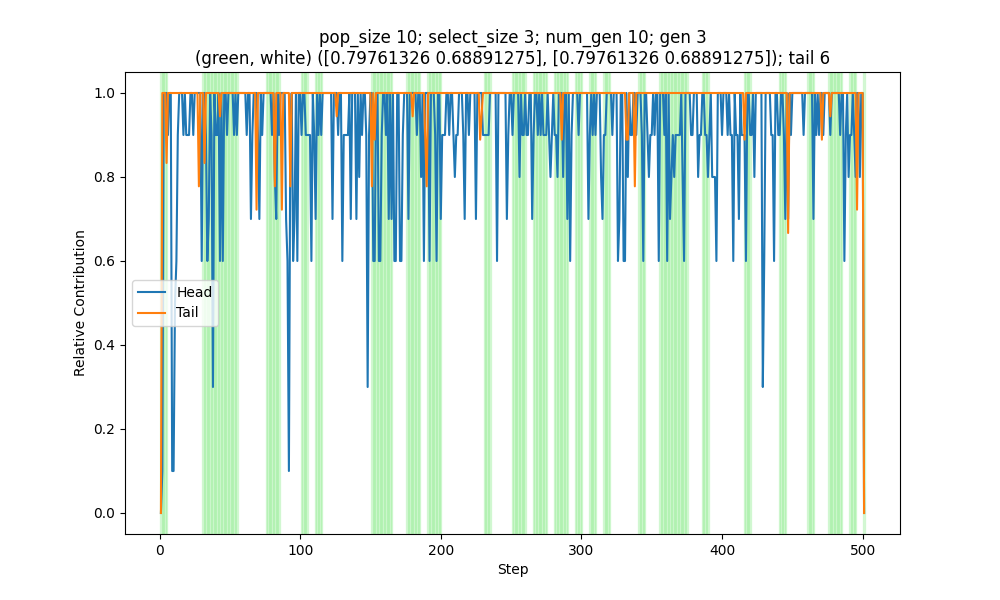 pop_size 10; select_size 3; num_gen 10; gen 3
(green, white) ([0.79761326 0.68891275], [0.79761326 0.68891275]); tail 6
1.0
0.8
0.6
0.4
0.2
0.0
Relative Contribution
Head
Tail
0
100
200
300
400
500
Step